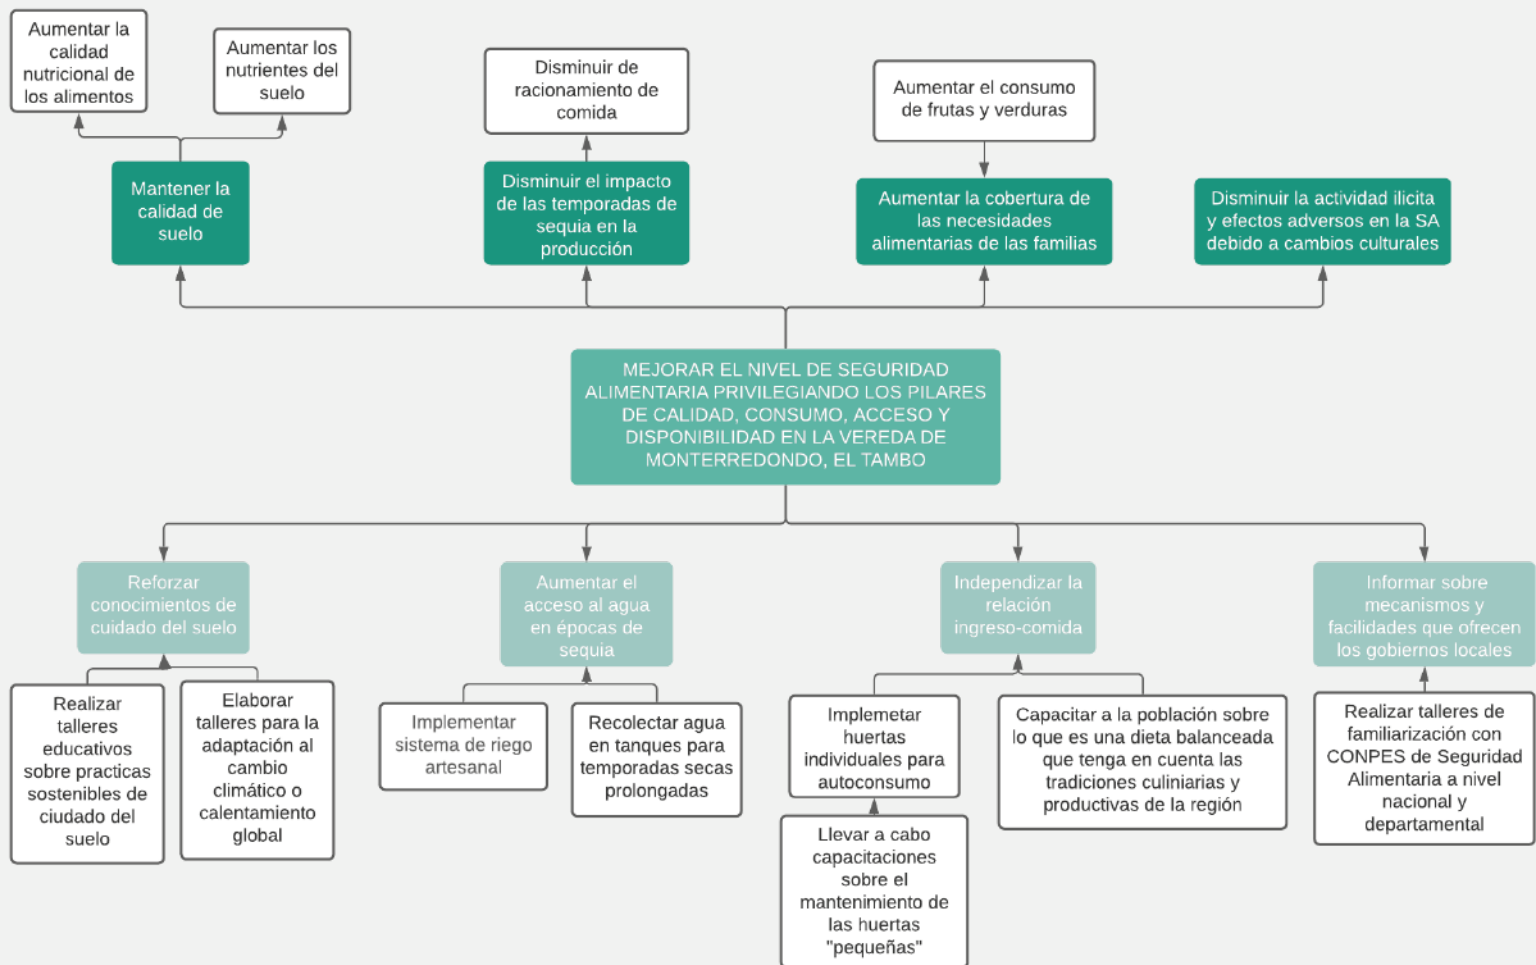 Aumentar la
calidad
nutricional de
los alimentos
Aumentar los
nutrientes del
suelo
Disminuir de
racionamiento de
comida
Aumentar el consumo
de frutas y verduras
Mantener la
calidad de
suelo
Disminuir el impacto
de las temporadas de
sequia en la
producción
Aumentar la cobertura de
las necesidades
alimentarias de las familias
Disminuir la actividad ilicita
y efectos adversos en la SA
debido a cambios culturales
MEJORAR EL NIVEL DE SEGURIDAD
ALIMENTARIA PRIVILEGIANDO LOS PILARES
DE CALIDAD, CONSUMO, ACCESO Y
DISPONIBILIDAD EN LA VEREDA DE
MONTERREDONDO, EL TAMBO
Reforzar
conocimientos de
cuidado del suelo
Aumentar el
acceso al agua
en épocas de
sequia
Independizar la
relación
ingreso-comida
Informar sobre
mecanismos y
facilidades que ofrecen
los gobiernos locales
Realizar
talleres
educativos
sobre practicas
sostenibles de
ciudado del
suelo
Elaborar
talleres para la
adaptación al
cambio
climático o
calentamiento
global
Implementar
sistema de riego
artesanal
Recolectar agua
en tanques para
temporadas secas
prolongadas
Implemetar
huertas
individuales para
autoconsumo
Capacitar a la población sobre
lo que es una dieta balanceada
que tenga en cuenta las
tradiciones culiniarias y
productivas de la región
Realizar talleres de
familiarización con
CONPES de Seguridad
Alimentaria a nivel
nacional y
departamental
Llevar a cabo
capacitaciones
sobre el
mantenimiento de
las huertas
"pequeñas"